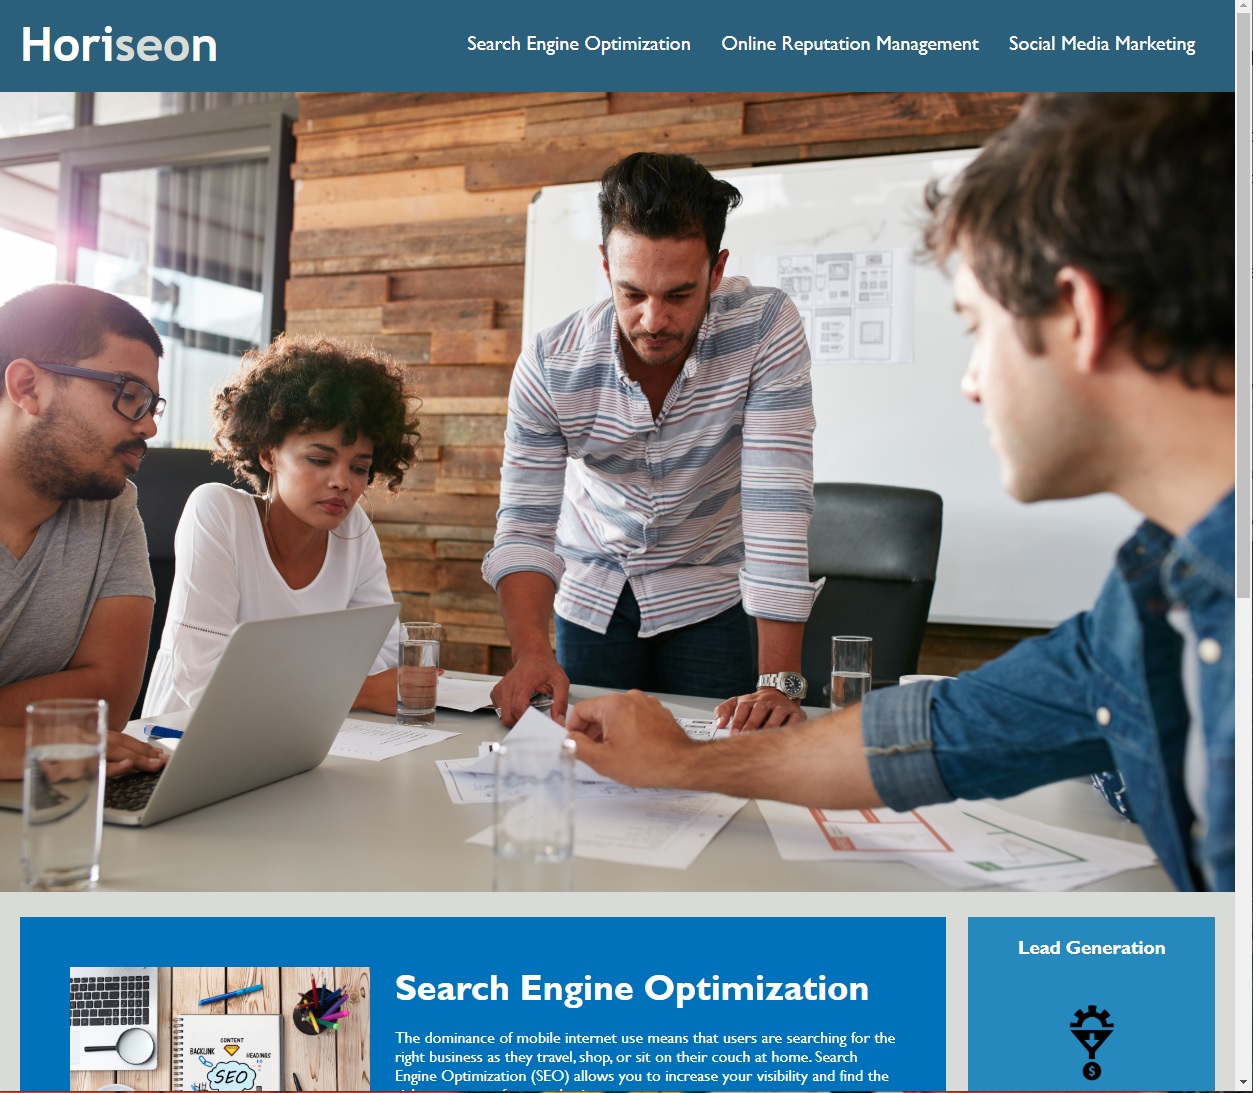 Horiseon
Search Engine Optimization
Online Reputation Management
Social Media Marketing
Search Engine Optimization
The dominance of mobile internet use means that users are searching for the
right business as they travel, shop, or sit on their couch at home. Search
Engine Optimization (SEO) allows you to increase your visibility and find the
CONTENT
BACKLINK
HEADINGS
SEO
Lead Generation
$